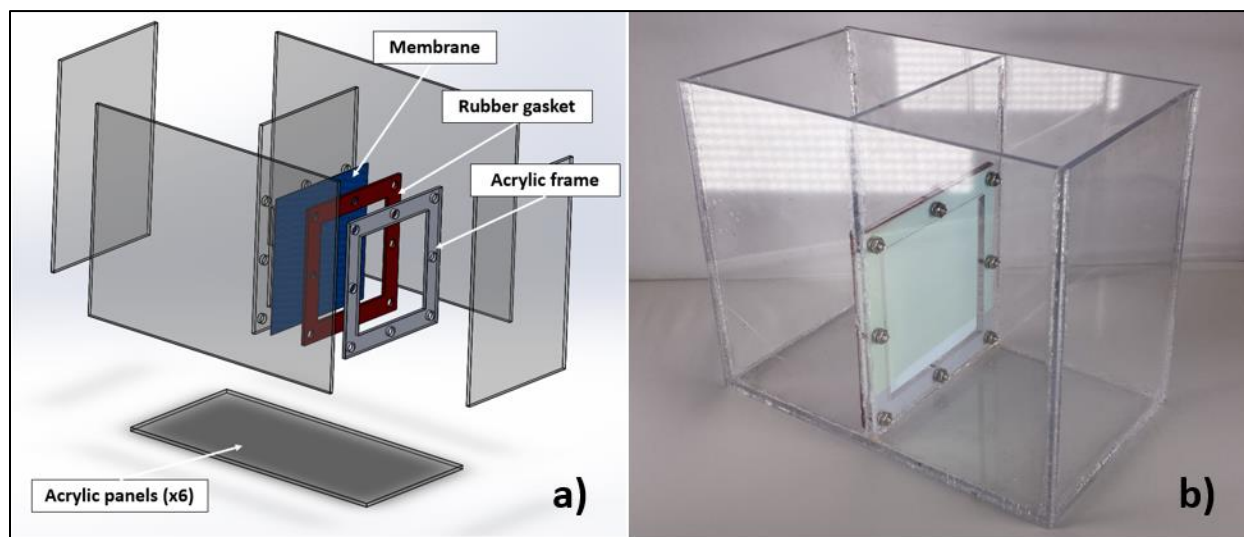 Membrane
Rubber gasket
Acrylic frame
Acrylic panels (x6)
a)
b)